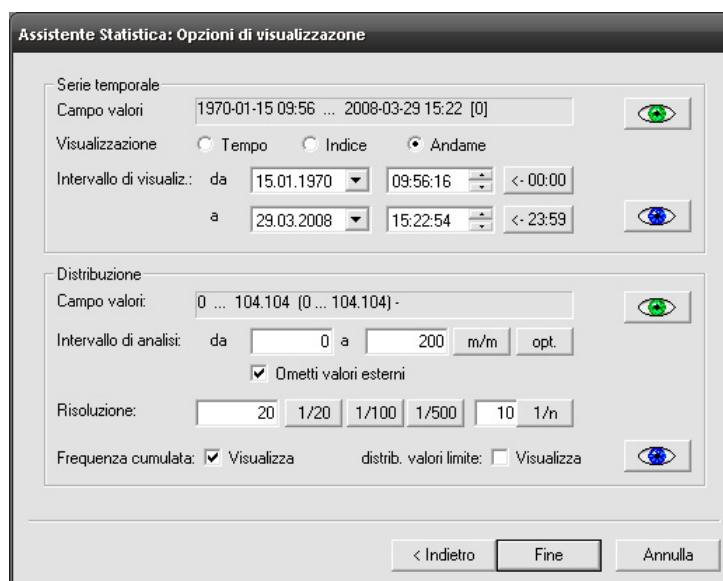 Assistente Statistica: Opzioni di visualizzazone
Serie temporale
Campo valori 1970-01-15 09:56 ... 2008-03-29 15:22 [0]
Visualizzazione Tempo Indice Andame
Intervallo di visualiz.: da 15.01.1970 09:56:16 <- 00:00
a 29.03.2008 15:22:54 <- 23:59
Distribuzione
Campo valori: 0 ... 104.104 (0 ... 104.104) -
Intervallo di analisi: da 0 a 200 m/m opt.
Ometti valori esterni
Risoluzione: 20 1/20 1/100 1/500 10 1/n
Frequenza cumulata: Visualizza distrib. valori limite: Visualizza
< Indietro Fine Annulla